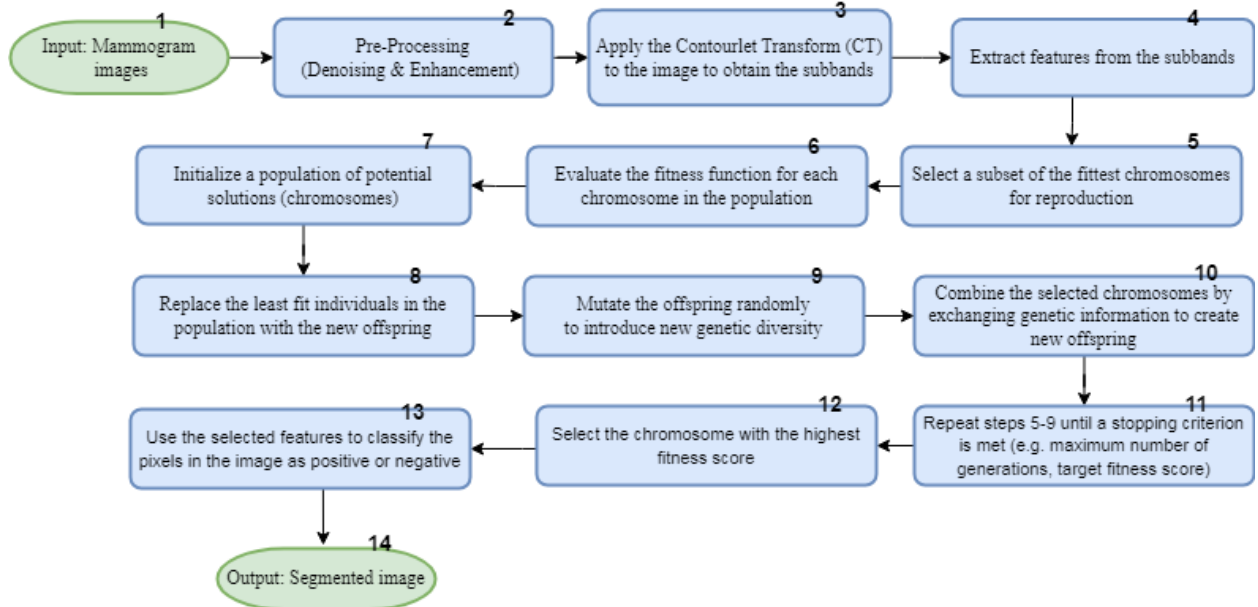 1
Input: Mammogram
images
2
Pre-Processing
(Denoising & Enhancement)
3
Apply the Contourlet Transform (CT)
to the image to obtain the subbands
4
Extract features from the subbands
5
Select a subset of the fittest chromosomes
for reproduction
6
Evaluate the fitness function for each
chromosome in the population
7
Initialize a population of potential
solutions (chromosomes)
8
Replace the least fit individuals in the
population with the new offspring
9
Mutate the offspring randomly
to introduce new genetic diversity
10
Combine the selected chromosomes by
exchanging genetic information to create
new offspring
11
Repeat steps 5-9 until a stopping criterion
is met (e.g. maximum number of
generations, target fitness score)
12
Select the chromosome with the highest
fitness score
13
Use the selected features to classify the
pixels in the image as positive or negative
14
Output: Segmented image